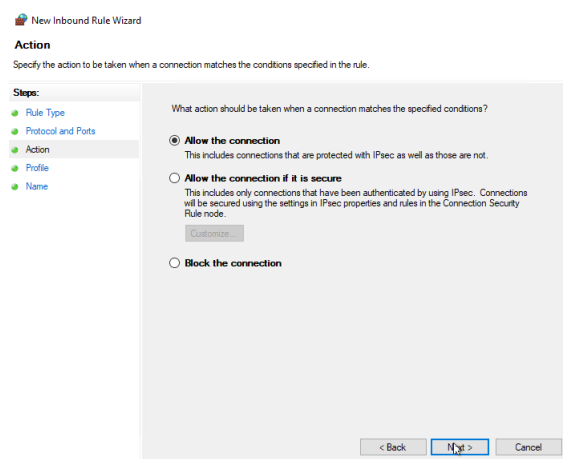 New Inbound Rule Wizard
Action
Specify the action to be taken when a connection matches the conditions specified in the rule.
Steps:
Rule Type
Protocol and Ports
Action
Profile
Name
What action should be taken when a connection matches the specified conditions?
Allow the connection
This includes connections that are protected with IPsec as well as those are not.
Allow the connection if it is secure
This includes only connections that have been authenticated by using IPsec. Connections
will be secured using the settings in IPsec properties and rules in the Connection Security
Rule node.
Customize...
Block the connection
< Back
Next >
Cancel